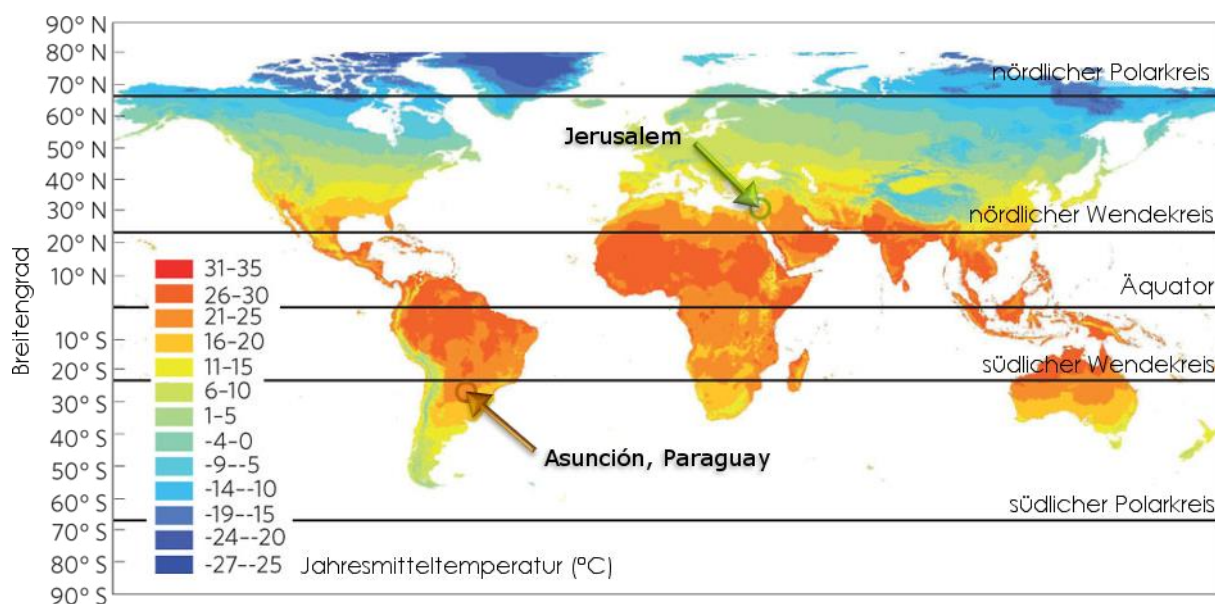 90° N
80° N
70° N
60° N
50° N
40° N
30° N
20° N
10° N
10° S
20° S
30° S
40° S
50° S
60° S
70° S
80° S
90° S
Breitengrad
nördlicher Polarkreis
Jerusalem
nördlicher Wendekreis
Äquator
südlicher Wendekreis
Asunción, Paraguay
südlicher Polarkreis
31–35
26–30
21–25
16–20
11–15
6–10
1–5
-4–0
-9–-5
-14–-10
-19–-15
-24–-20
-27–-25
Jahresmitteltemperatur (°C)